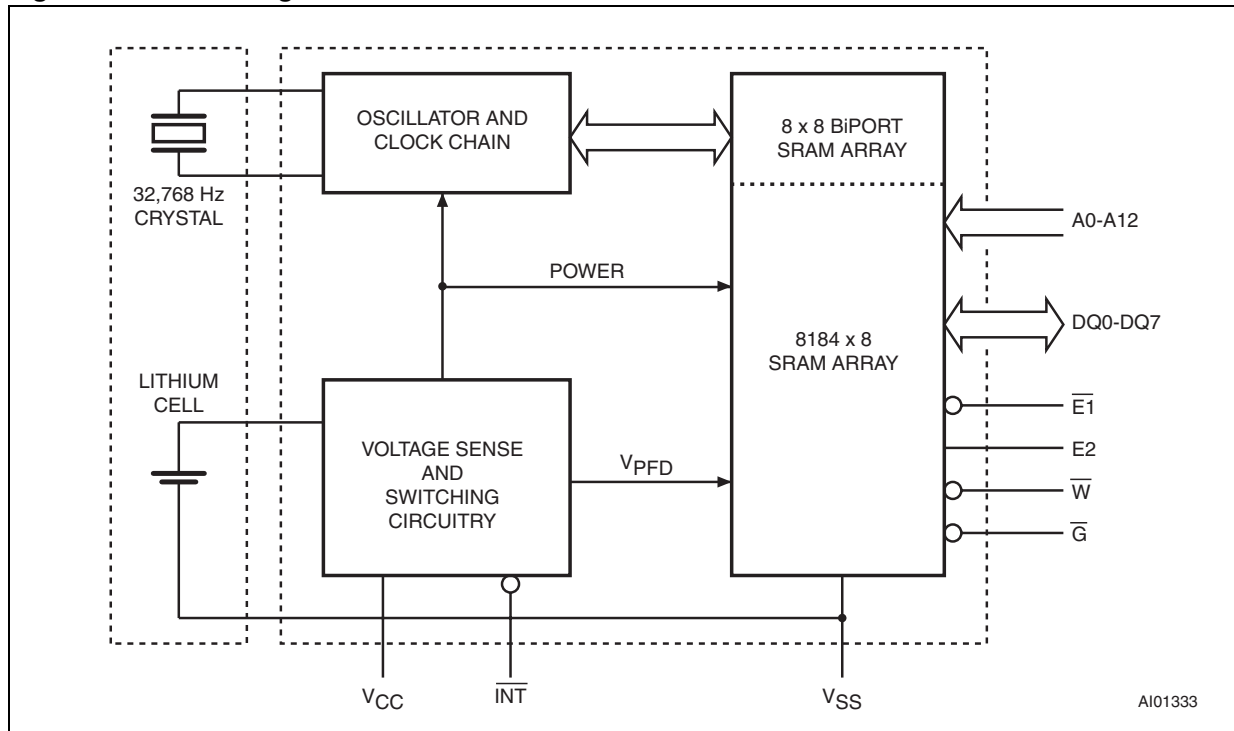 OSCILLATOR AND
CLOCK CHAIN
8 x 8 BiPORT
SRAM ARRAY
32,768 Hz
CRYSTAL
A0-A12
POWER
DQ0-DQ7
8184 x 8
SRAM ARRAY
LITHIUM
CELL
E1
VOLTAGE SENSE
AND
SWITCHING
CIRCUITRY
VPFD
E2
W
G
VCC
INT
VSS
AI01333